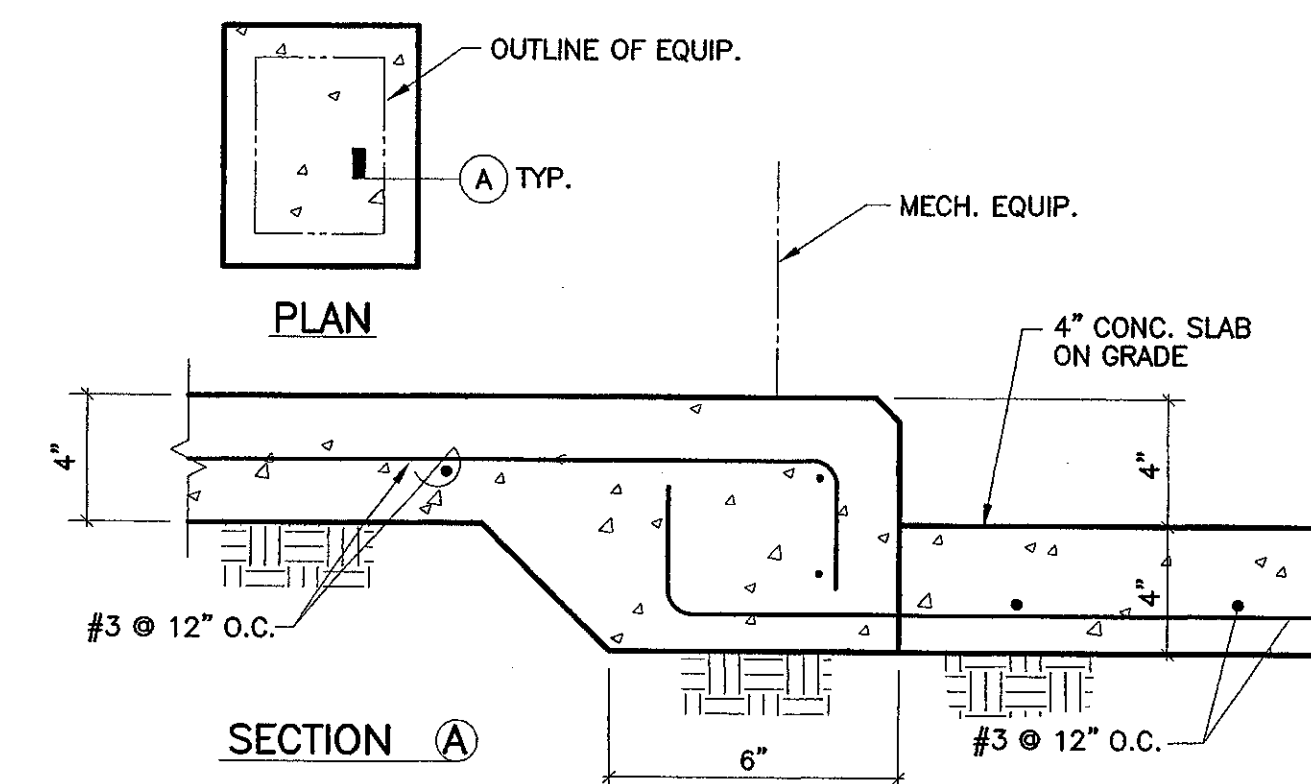 OUTLINE OF EQUIP.
A TYP.
MECH. EQUIP.
PLAN
4" CONC. SLAB
ON GRADE
4"
4"
4"
#3 @ 12" O.C.
#3 @ 12" O.C.
SECTION A
6"